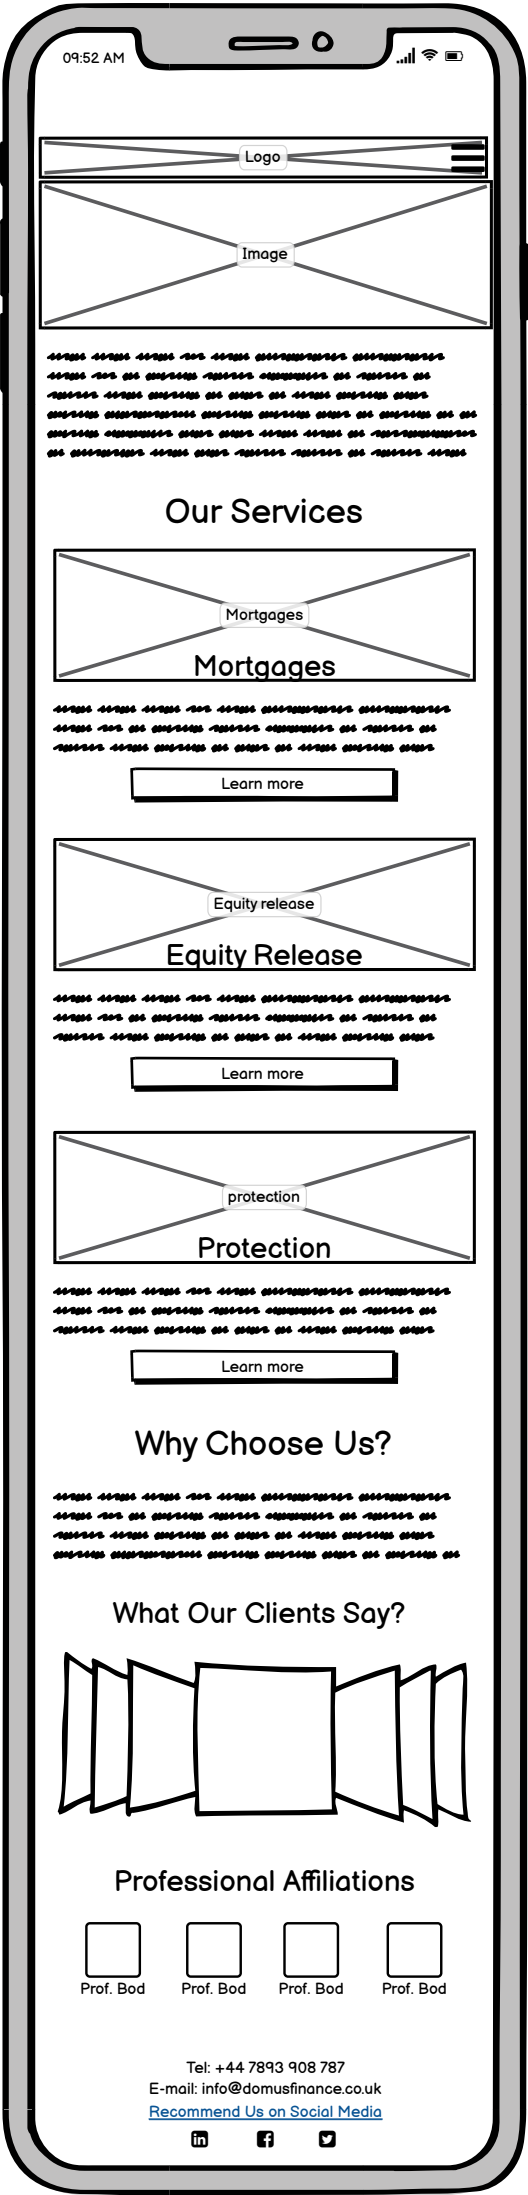 09:52 AM
Logo
Image
Our Services
Mortgages
Mortgages
Learn more
Equity release
Equity Release
Learn more
protection
Protection
Learn more
Why Choose Us?
What Our Clients Say?
Professional Affiliations
Prof. Bod Prof. Bod Prof. Bod Prof. Bod
Tel: +44 7893 908 787
E-mail: info@domusfinance.co.uk
Recommend Us on Social Media
in f